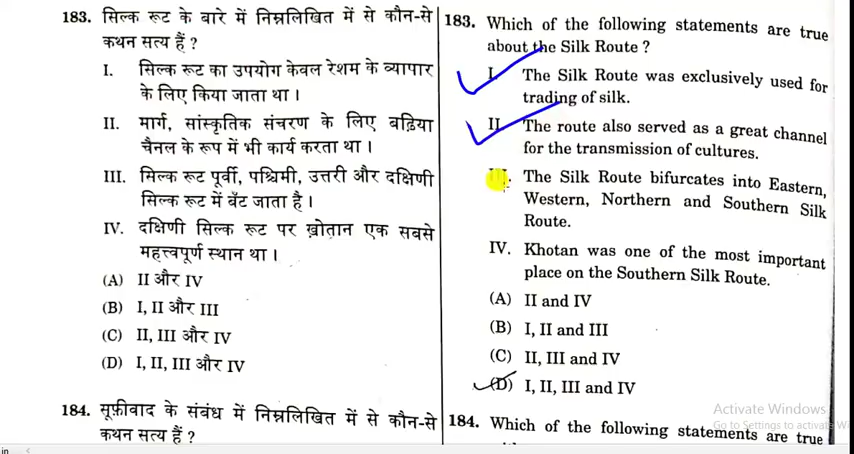 183. सिल्क रूट के बारे में निम्नलिखित में से कौन-से
कथन सत्य हैं ?
I. सिल्क रूट का उपयोग केवल रेशम के व्यापार
के लिए किया जाता था ।
II. मार्ग, सांस्कृतिक संचरण के लिए बढ़िया
चैनल के रूप में भी कार्य करता था ।
III. सिल्क रूट पूर्वी, पश्चिमी, उत्तरी और दक्षिणी
सिल्क रूट में बँट जाता है ।
IV. दक्षिणी सिल्क रूट पर ख़ोतान एक सबसे
महत्त्वपूर्ण स्थान था ।
(A) II और IV
(B) I, II और III
(C) II, III और IV
(D) I, II, III और IV
184. सूफ़ीवाद के संबंध में निम्नलिखित में से कौन-से
कथन सत्य हैं ?
183. Which of the following statements are true
about the Silk Route ?
I. The Silk Route was exclusively used for
trading of silk.
II. The route also served as a great channel
for the transmission of cultures.
III. The Silk Route bifurcates into Eastern,
Western, Northern and Southern Silk
Route.
IV. Khotan was one of the most important
place on the Southern Silk Route.
(A) II and IV
(B) I, II and III
(C) II, III and IV
(D) I, II, III and IV
184. Which of the following statements are true
Activate Windows
Go to Settings to activate W
in